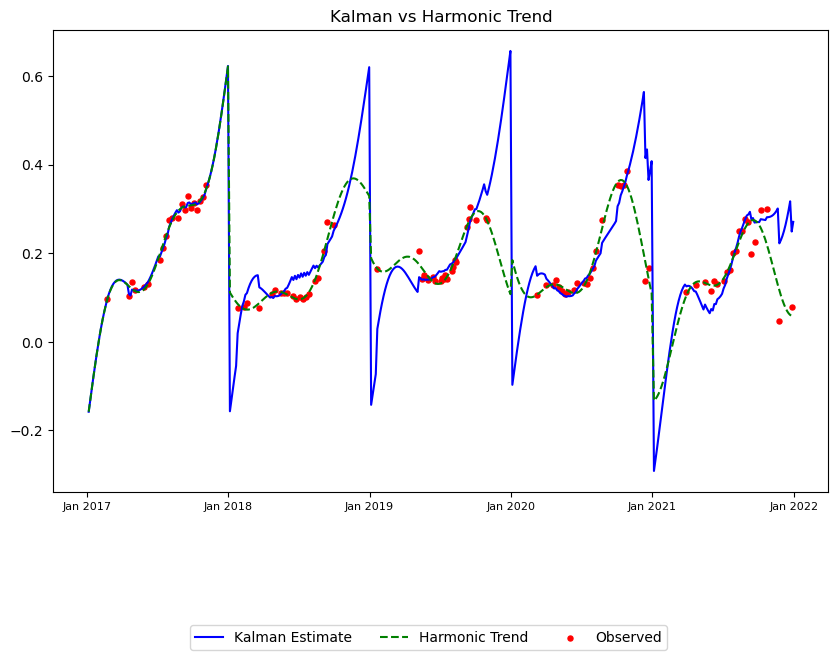 Kalman vs Harmonic Trend
0.6
0.4
0.2
0.0
−0.2
Jan 2017 Jan 2018 Jan 2019 Jan 2020 Jan 2021 Jan 2022
Kalman Estimate Harmonic Trend Observed